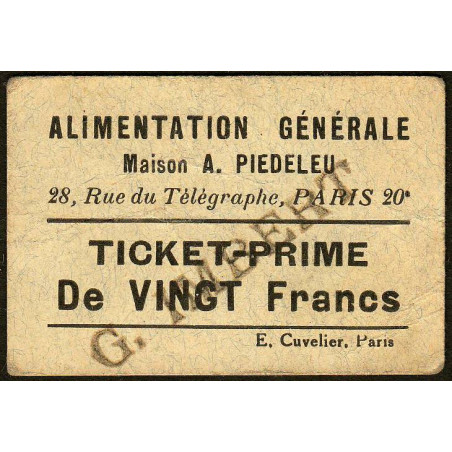 ALIMENTATION GÉNÉRALE
Maison A. PIEDELEU
28, Rue du Télégraphe, PARIS 20e
TICKET-PRIME
De VINGT Francs
E. Cuvelier, Paris
G.